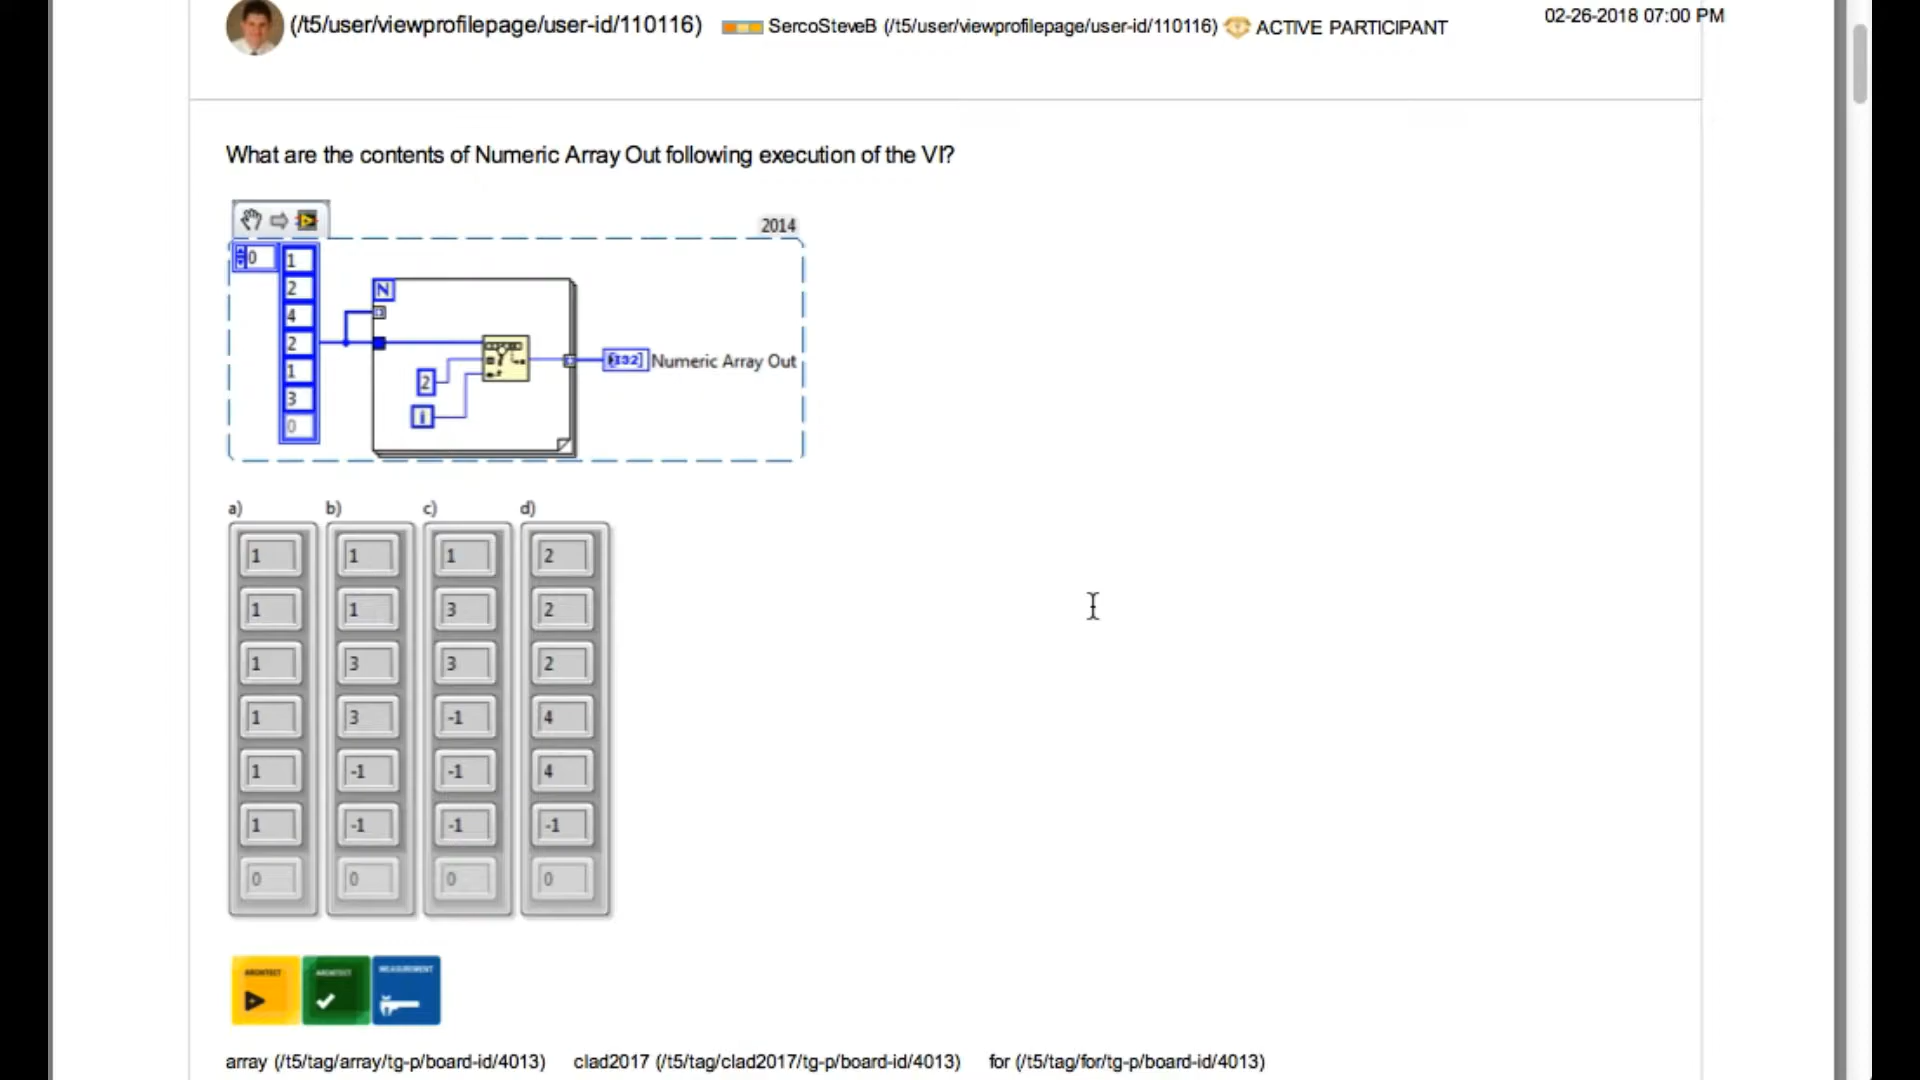 (/t5/user/viewprofilepage/user-id/110116) SercoSteveB (/t5/user/viewprofilepage/user-id/110116) ACTIVE PARTICIPANT 02-26-2018 07:00 PM
What are the contents of Numeric Array Out following execution of the VI?
2014
0 1
2
4
2
1
3
0
N
2
i
[I32] Numeric Array Out
a) b) c) d)
1 1 1 2
1 1 3 2
1 3 3 2
1 3 -1 4
1 -1 -1 4
1 -1 -1 -1
0 0 0 0
ARCHITECT ARCHITECT MEASUREMENT
array (/t5/tag/array/tg-p/board-id/4013) clad2017 (/t5/tag/clad2017/tg-p/board-id/4013) for (/t5/tag/for/tg-p/board-id/4013)